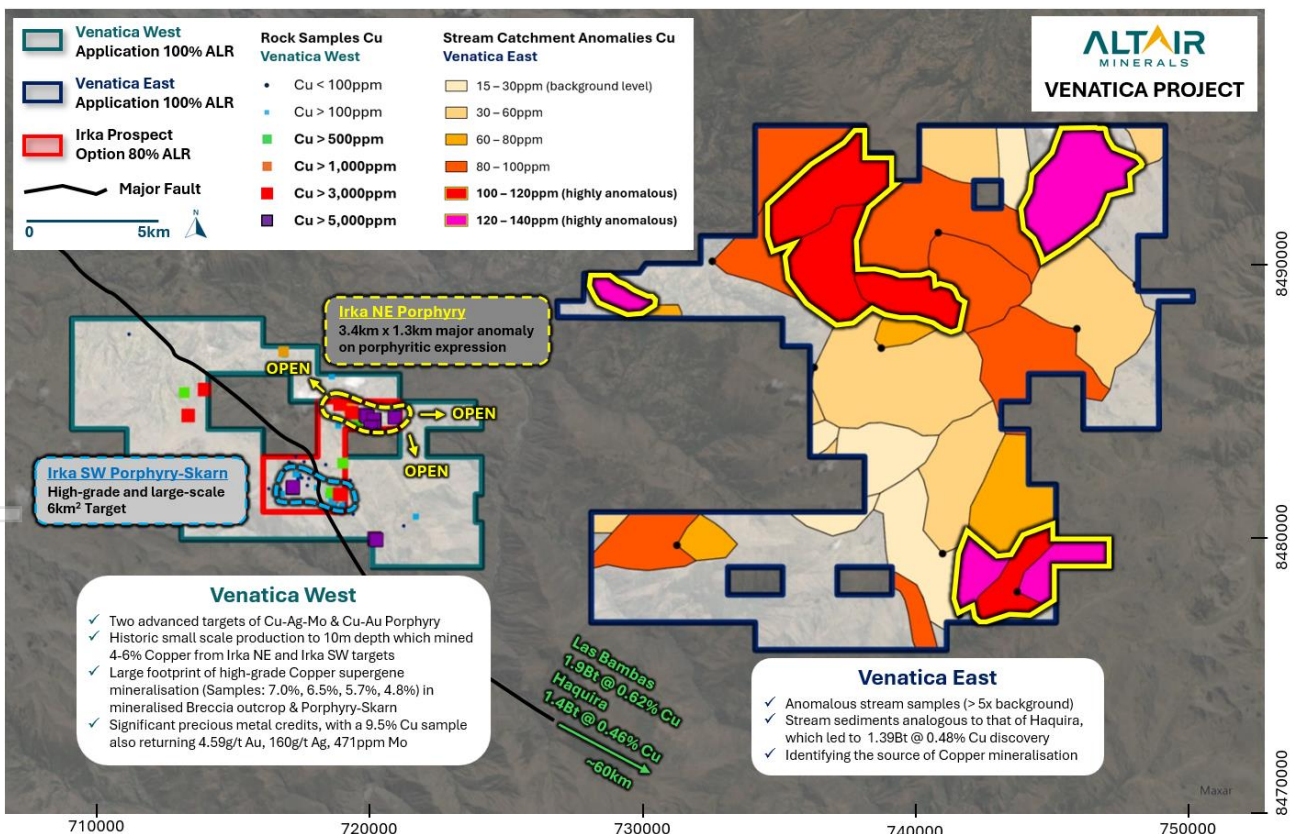 Venatica West
Application 100% ALR
Venatica East
Application 100% ALR
Irka Prospect
Option 80% ALR
Major Fault
0 5km
N
Rock Samples Cu
Venatica West
Cu < 100ppm
Cu > 100ppm
Cu > 500ppm
Cu > 1,000ppm
Cu > 3,000ppm
Cu > 5,000ppm
Stream Catchment Anomalies Cu
Venatica East
15 – 30ppm (background level)
30 – 60ppm
60 – 80ppm
80 – 100ppm
100 – 120ppm (highly anomalous)
120 – 140ppm (highly anomalous)
ALTAIR
MINERALS
VENATICA PROJECT
Irka NE Porphyry
3.4km x 1.3km major anomaly
on porphyritic expression
OPEN
OPEN
OPEN
Irka SW Porphyry-Skarn
High-grade and large-scale
6km² Target
Venatica West
✓ Two advanced targets of Cu-Ag-Mo & Cu-Au Porphyry
✓ Historic small scale production to 10m depth which mined
4-6% Copper from Irka NE and Irka SW targets
✓ Large footprint of high-grade Copper supergene
mineralisation (Samples: 7.0%, 6.5%, 5.7%, 4.8%) in
mineralised Breccia outcrop & Porphyry-Skarn
✓ Significant precious metal credits, with a 9.5% Cu sample
also returning 4.59g/t Au, 160g/t Ag, 471ppm Mo
Las Bambas
1.9Bt @ 0.62% Cu
Haquira
1.4Bt @ 0.46% Cu
~60km
Venatica East
✓ Anomalous stream samples (> 5x background)
✓ Stream sediments analogous to that of Haquira,
which led to 1.39Bt @ 0.48% Cu discovery
✓ Identifying the source of Copper mineralisation
Maxar
8490000
8480000
8470000
710000
720000
730000
740000
750000